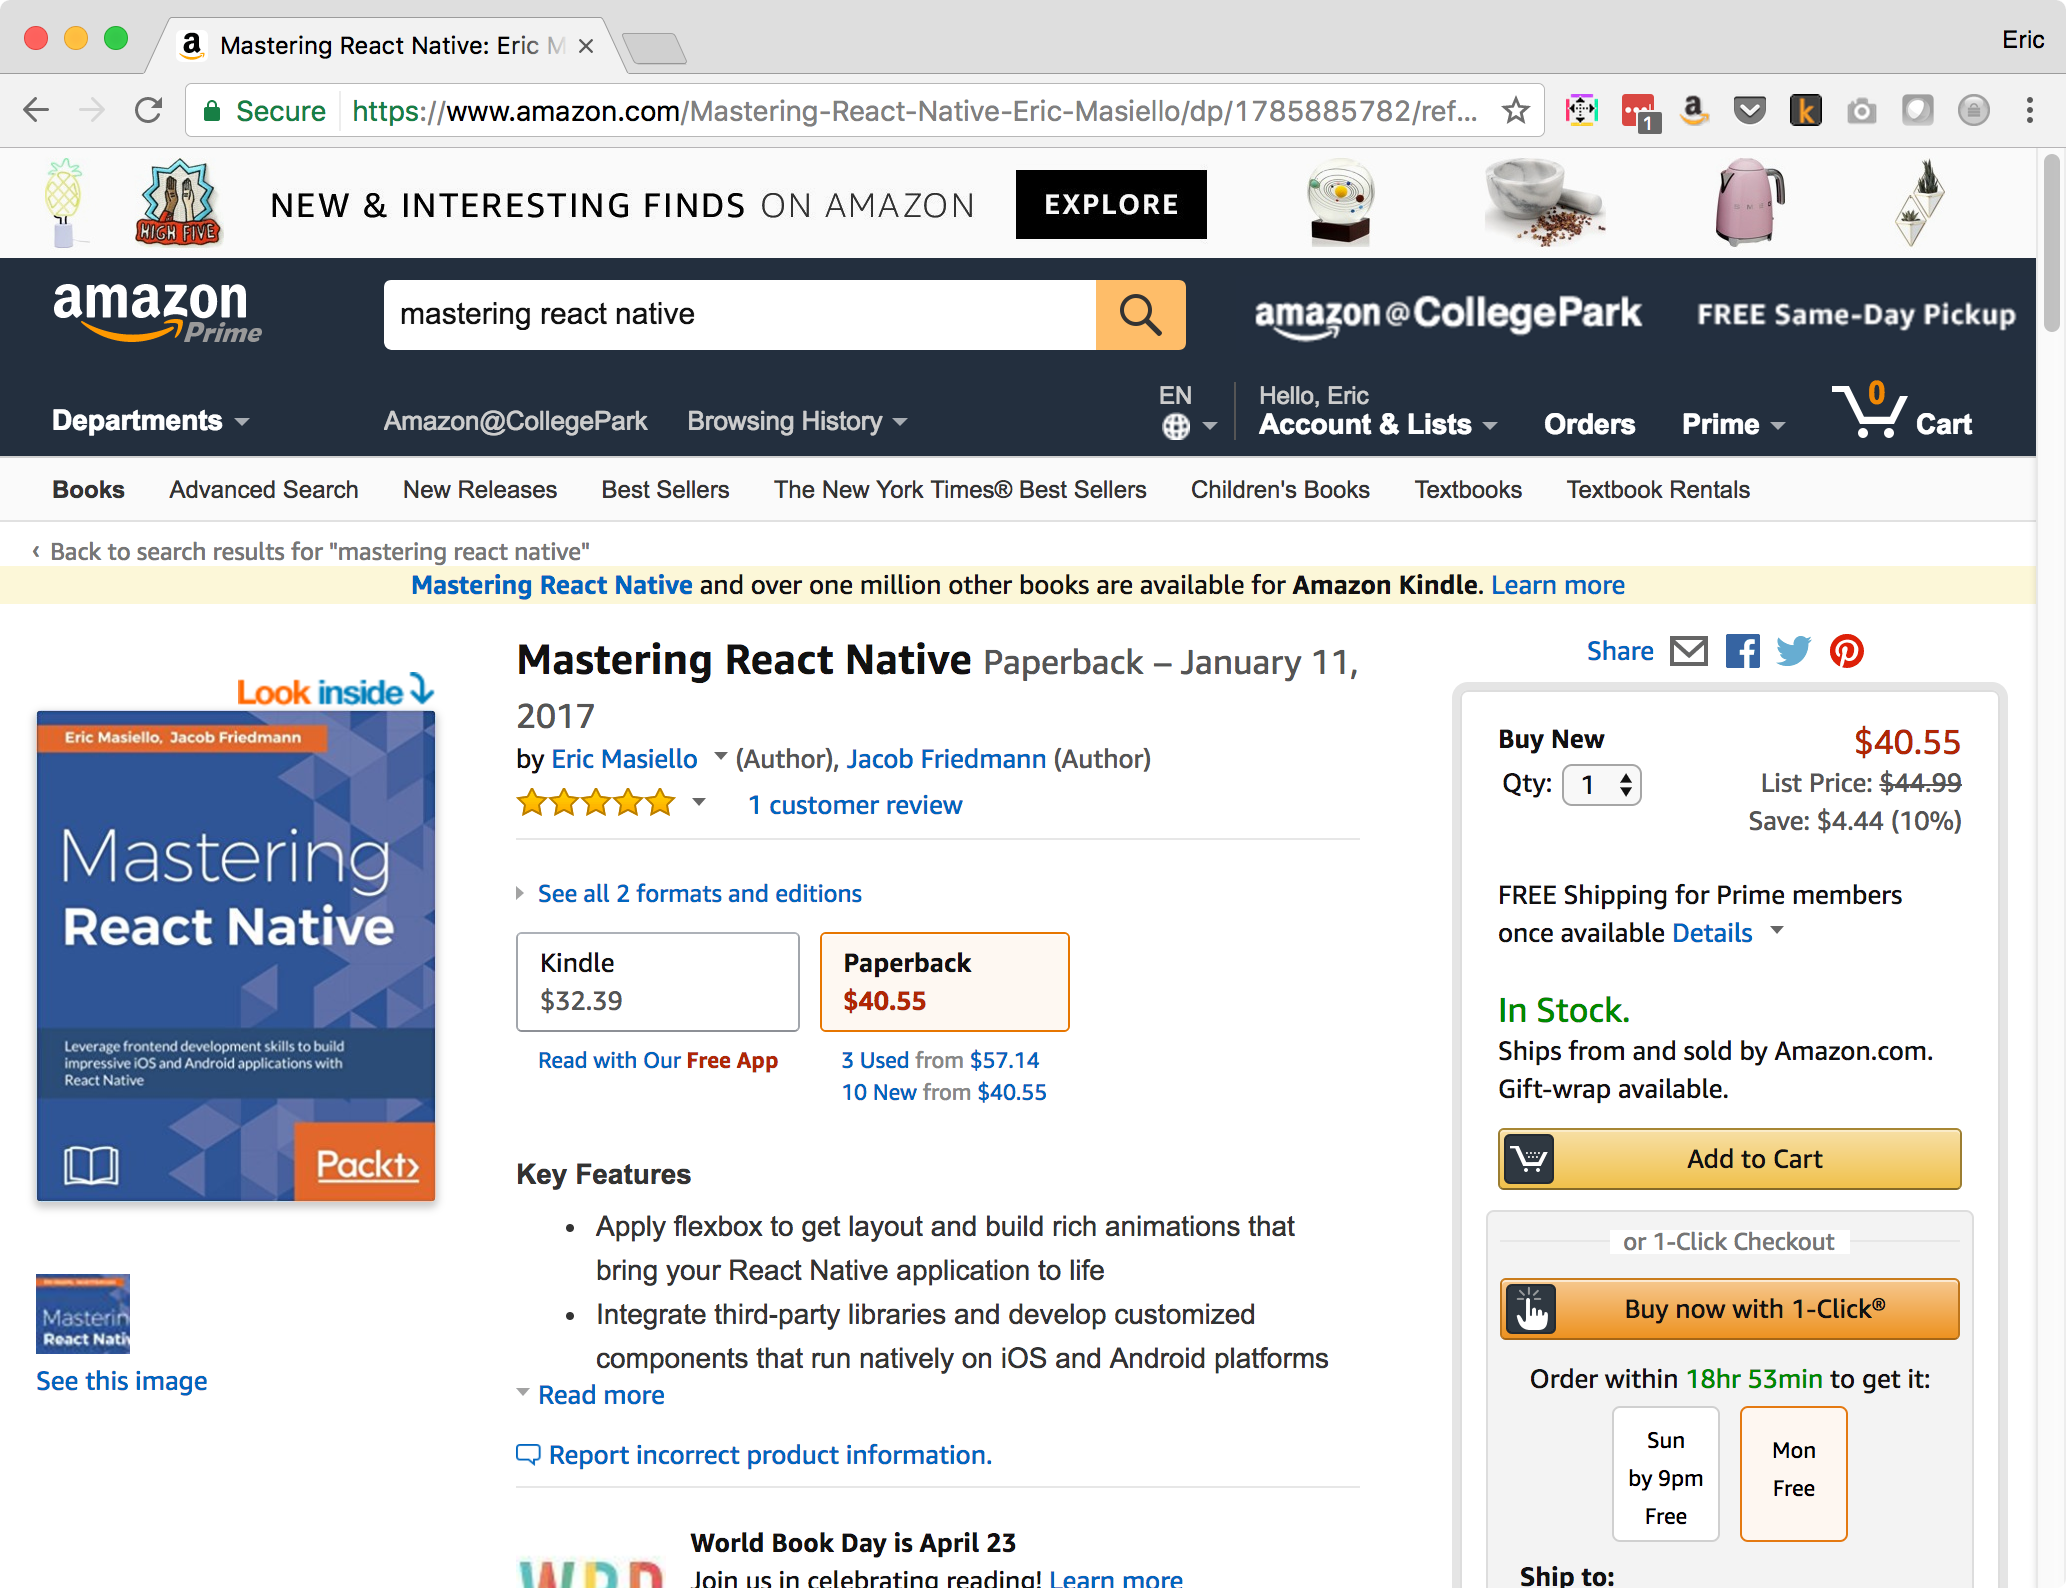 Mastering React Native: Eric M
Eric
Secure
https://www.amazon.com/Mastering-React-Native-Eric-Masiello/dp/1785885782/ref...
1
HIGH FIVE
NEW & INTERESTING FINDS ON AMAZON
EXPLORE
amazon Prime
mastering react native
amazon@CollegePark
FREE Same-Day Pickup
Departments
Amazon@CollegePark
Browsing History
EN
Hello, Eric
Account & Lists
Orders
Prime
0
Cart
Books
Advanced Search
New Releases
Best Sellers
The New York Times® Best Sellers
Children's Books
Textbooks
Textbook Rentals
‹ Back to search results for "mastering react native"
Mastering React Native and over one million other books are available for Amazon Kindle. Learn more
Look inside
Eric Masiello, Jacob Friedmann
Mastering
React Native
Leverage frontend development skills to build
impressive iOS and Android applications with
React Native
Packt>
Masterin
React Nativ
See this image
Mastering React Native Paperback – January 11,
2017
by Eric Masiello (Author), Jacob Friedmann (Author)
1 customer review
See all 2 formats and editions
Kindle
$32.39
Paperback
$40.55
Read with Our Free App
3 Used from $57.14
10 New from $40.55
Key Features
• Apply flexbox to get layout and build rich animations that
bring your React Native application to life
• Integrate third-party libraries and develop customized
components that run natively on iOS and Android platforms
Read more
Report incorrect product information.
World Book Day is April 23
Join us in celebrating reading! Learn more
WBD
Share
Buy New
$40.55
Qty: 1
List Price: $44.99
Save: $4.44 (10%)
FREE Shipping for Prime members
once available Details
In Stock.
Ships from and sold by Amazon.com.
Gift-wrap available.
Add to Cart
or 1-Click Checkout
Buy now with 1-Click®
Order within 18hr 53min to get it:
Sun
by 9pm
Free
Mon
Free
Ship to: